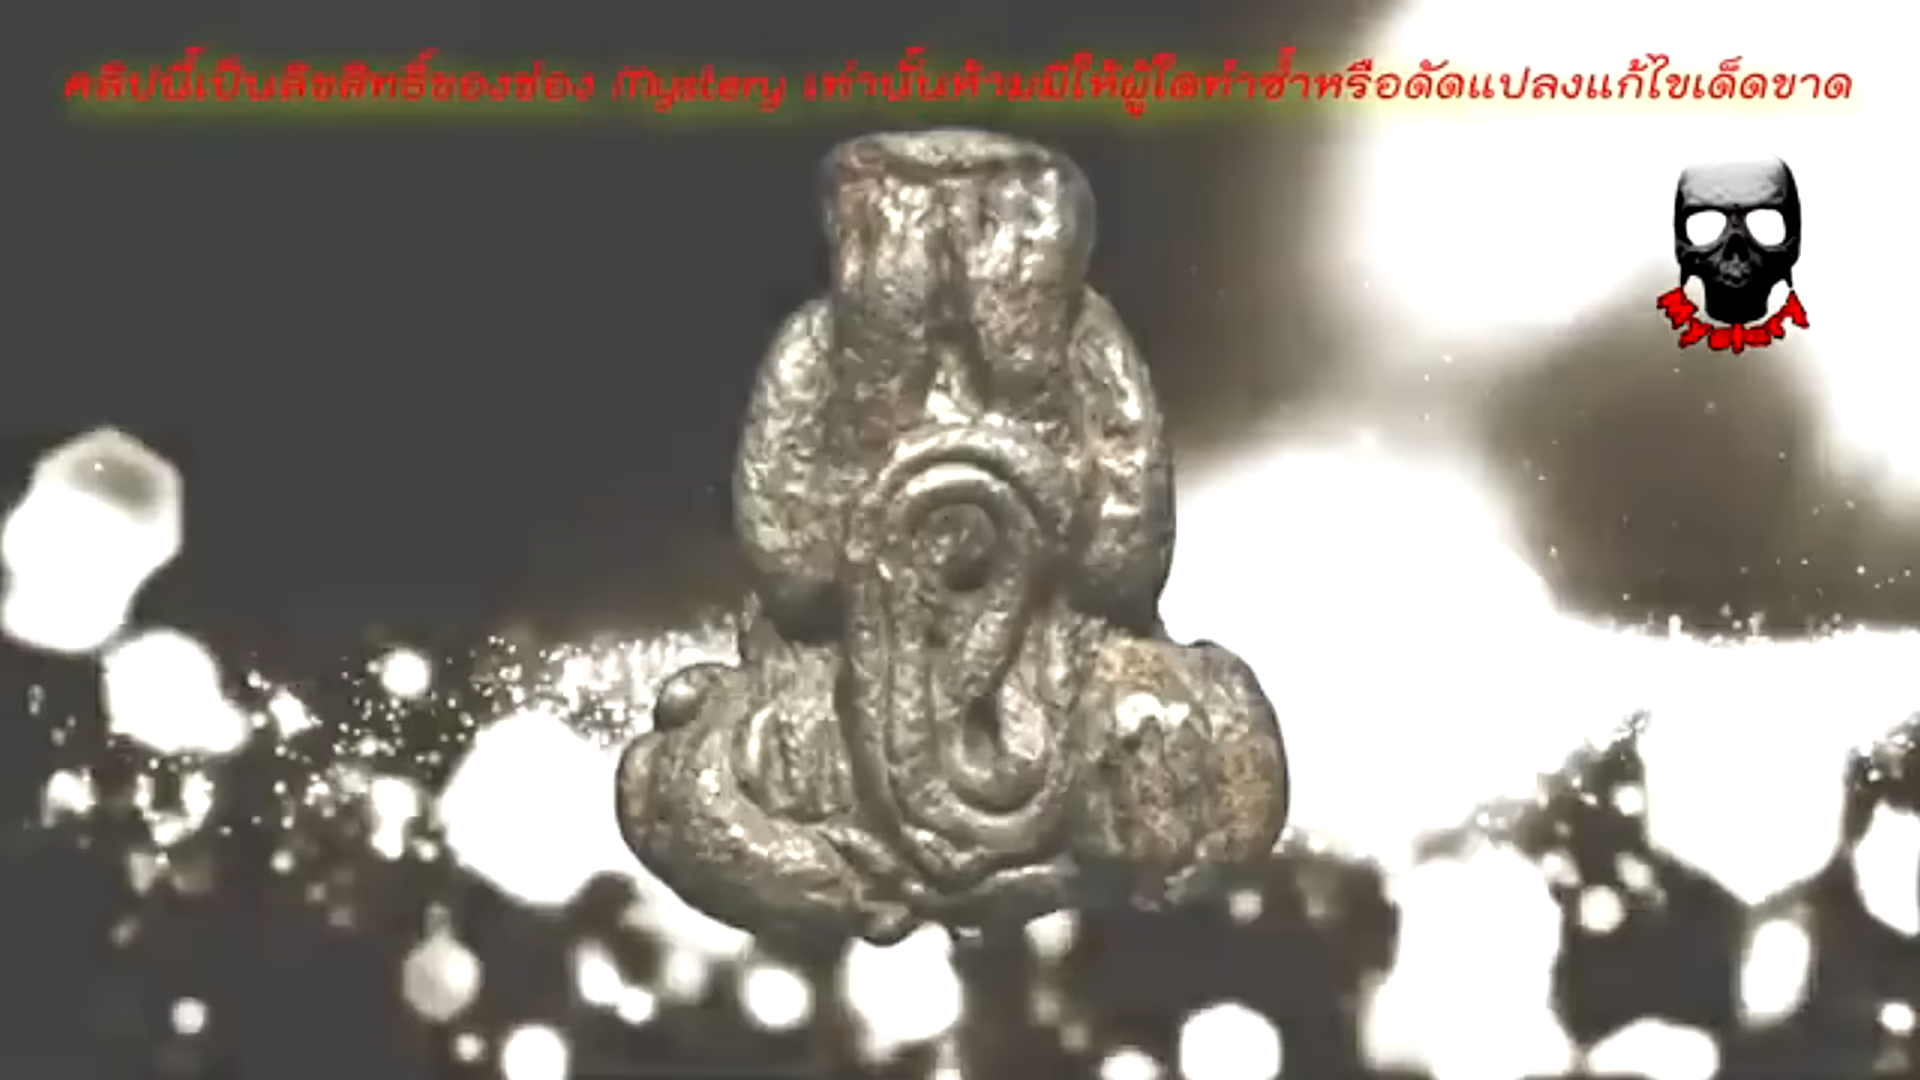 คลิปนี้เป็นลิขสิทธิ์ของช่อง Mystery เท่านั้นห้ามมิให้ผู้ใดทำซ้ำหรือดัดแปลงแก้ไขเด็ดขาด
Mystery